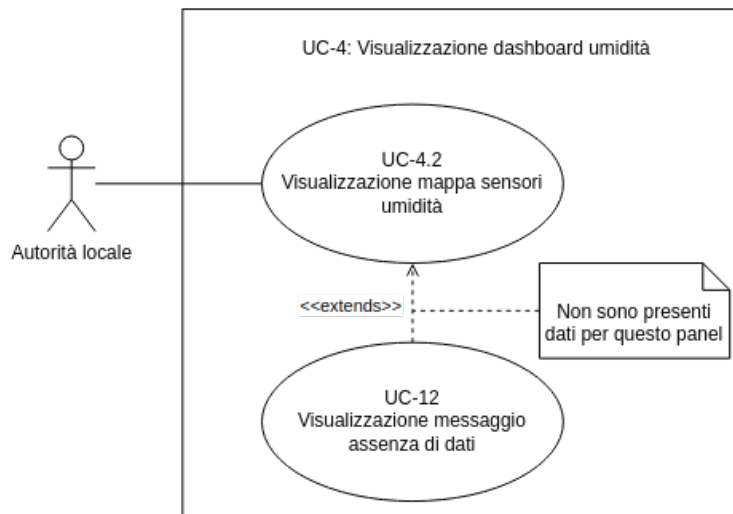 UC-4: Visualizzazione dashboard umidità
UC-4.2
Visualizzazione mappa sensori
umidità
Autorità locale
<<extends>>
Non sono presenti
dati per questo panel
UC-12
Visualizzazione messaggio
assenza di dati